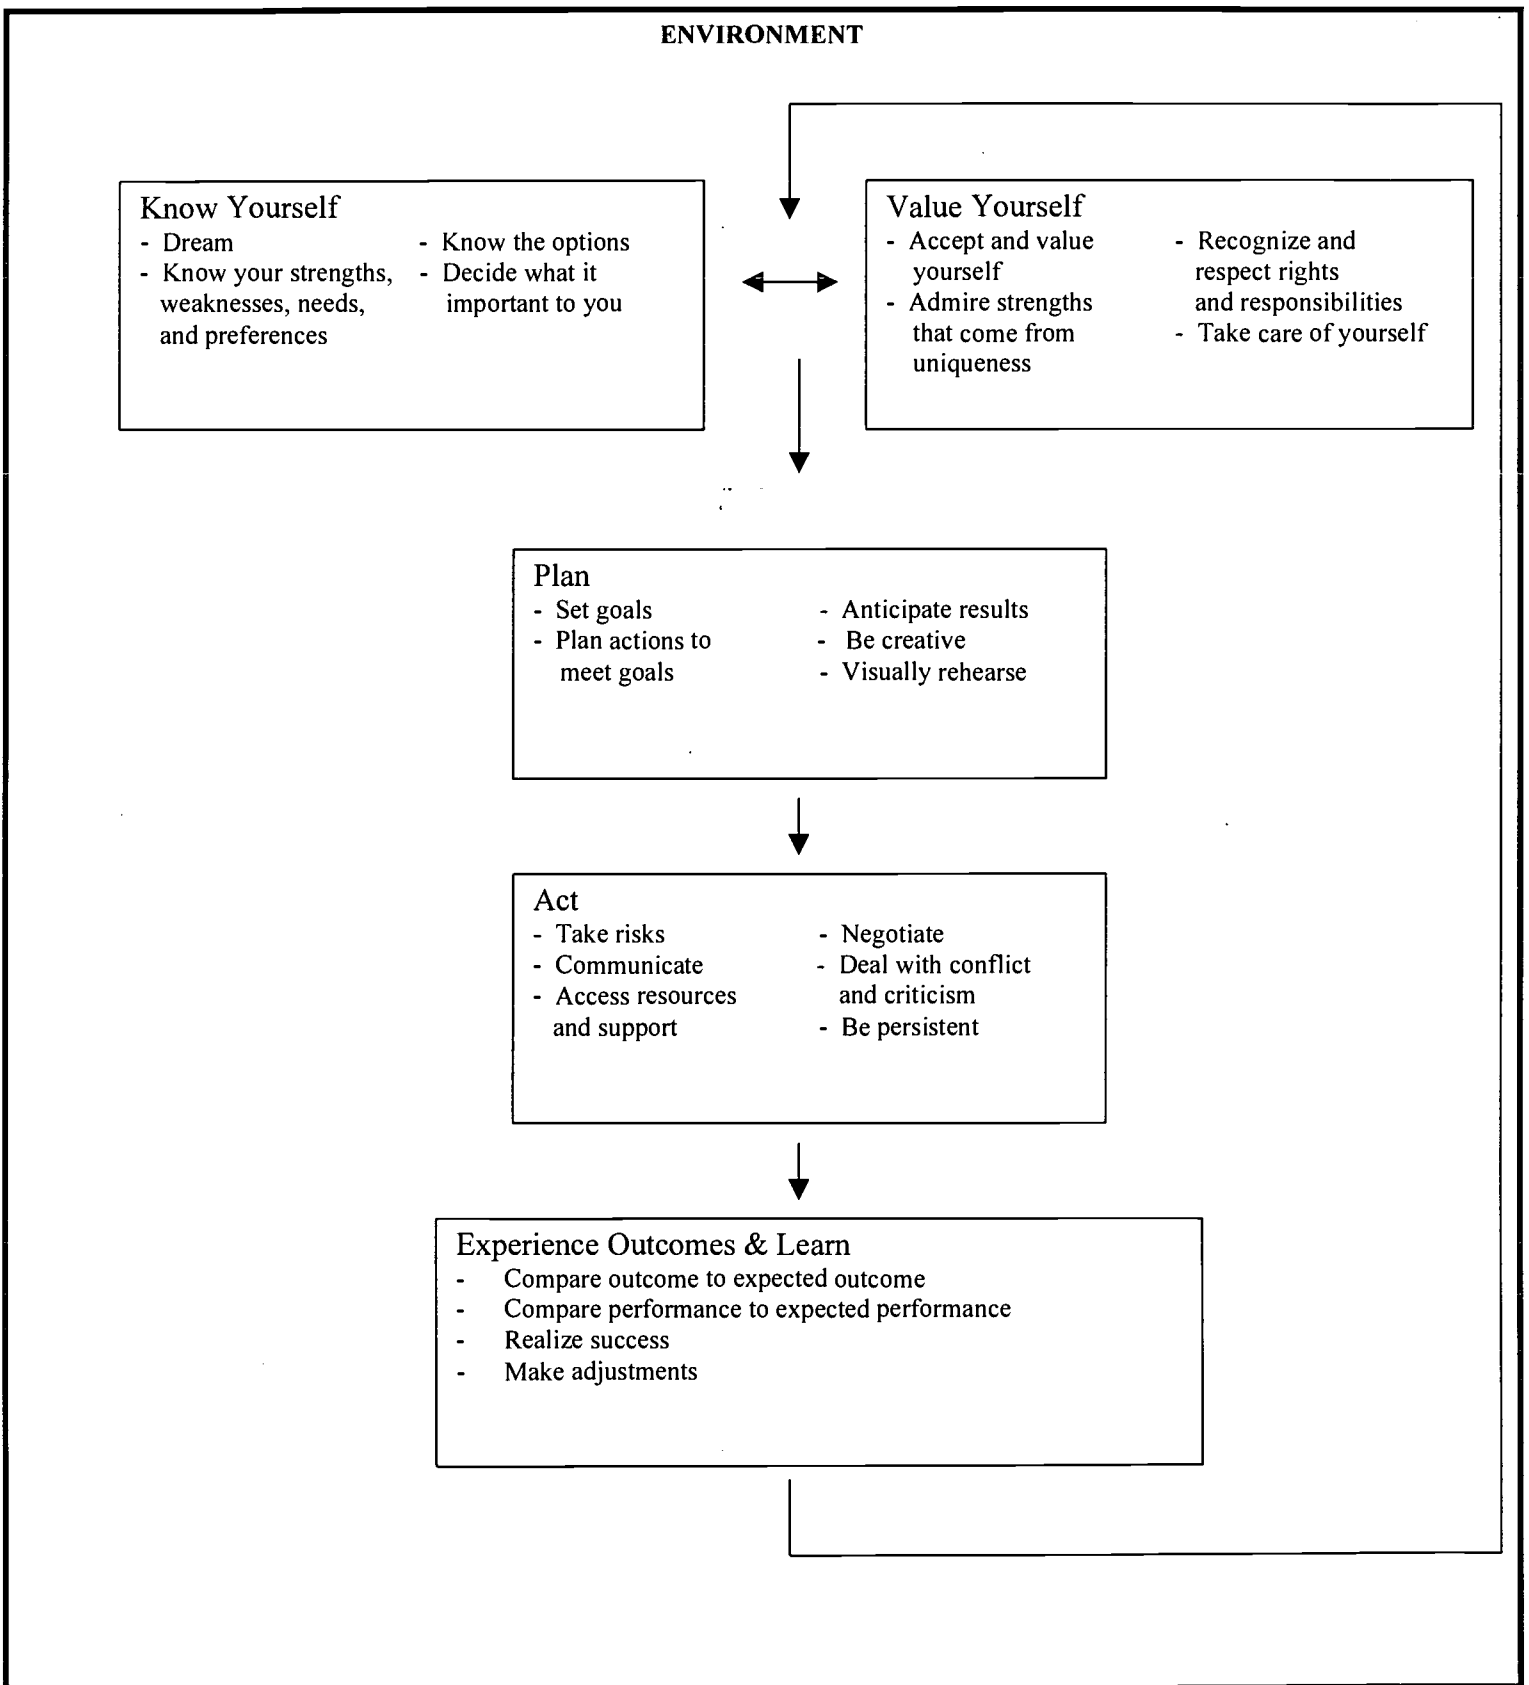 ENVIRONMENT
Know Yourself
- Dream
- Know your strengths,
weaknesses, needs,
and preferences
- Know the options
- Decide what it
important to you
Value Yourself
- Accept and value
yourself
- Admire strengths
that come from
uniqueness
- Recognize and
respect rights
and responsibilities
- Take care of yourself
Plan
- Set goals
- Plan actions to
meet goals
- Anticipate results
- Be creative
- Visually rehearse
Act
- Take risks
- Communicate
- Access resources
and support
- Negotiate
- Deal with conflict
and criticism
- Be persistent
Experience Outcomes & Learn
- Compare outcome to expected outcome
- Compare performance to expected performance
- Realize success
- Make adjustments